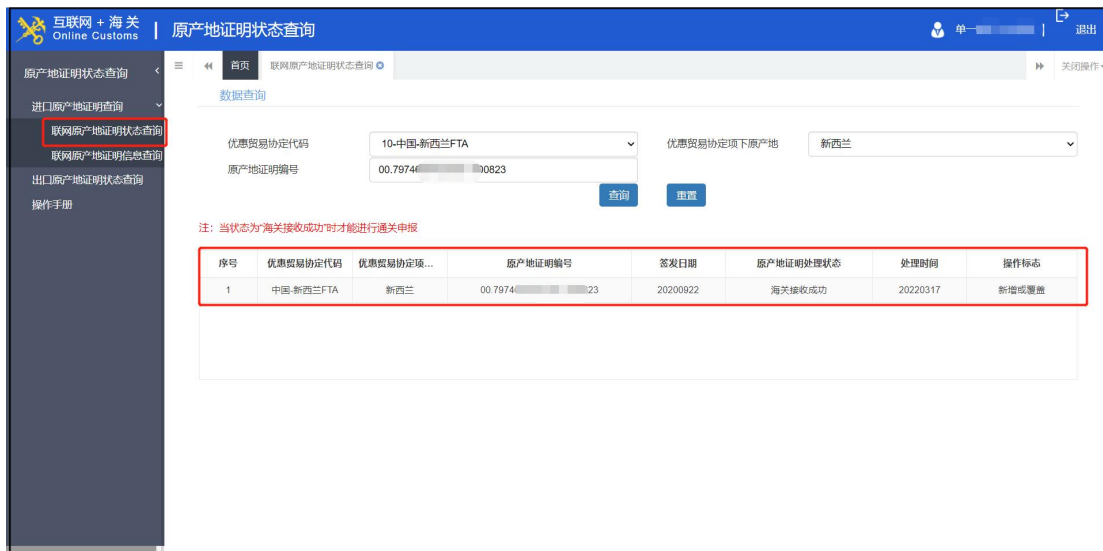 互联网+海关
Online Customs
原产地证明状态查询
单一
退出
原产地证明状态查询
首页
联网原产地证明状态查询
关闭操作
进口原产地证明查询
联网原产地证明状态查询
联网原产地证明信息查询
出口原产地证明状态查询
操作手册
数据查询
优惠贸易协定代码 10-中国-新西兰FTA 优惠贸易协定项下原产地 新西兰
原产地证明编号 00.7974 00823
查询 重置
注：当状态为“海关接收成功”时才能进行通关申报
序号 优惠贸易协定代码 优惠贸易协定项... 原产地证明编号 签发日期 原产地证明处理状态 处理时间 操作标志
1 中国-新西兰FTA 新西兰 00.7974 23 20200922 海关接收成功 20220317 新增或覆盖